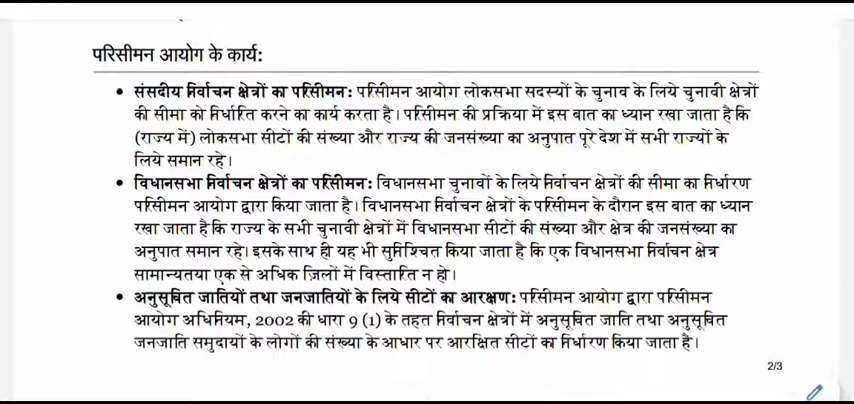 परिसीमन आयोग के कार्य:
• संसदीय निर्वाचन क्षेत्रों का परिसीमन: परिसीमन आयोग लोकसभा सदस्यों के चुनाव के लिये चुनावी क्षेत्रों
की सीमा को निर्धारित करने का कार्य करता है। परिसीमन की प्रक्रिया में इस बात का ध्यान रखा जाता है कि
(राज्य में) लोकसभा सीटों की संख्या और राज्य की जनसंख्या का अनुपात पूरे देश में सभी राज्यों के
लिये समान रहे।
• विधानसभा निर्वाचन क्षेत्रों का परिसीमन: विधानसभा चुनावों के लिये निर्वाचन क्षेत्रों की सीमा का निर्धारण
परिसीमन आयोग द्वारा किया जाता है। विधानसभा निर्वाचन क्षेत्रों के परिसीमन के दौरान इस बात का ध्यान
रखा जाता है कि राज्य के सभी चुनावी क्षेत्रों में विधानसभा सीटों की संख्या और क्षेत्र की जनसंख्या का
अनुपात समान रहे। इसके साथ ही यह भी सुनिश्चित किया जाता है कि एक विधानसभा निर्वाचन क्षेत्र
सामान्यतया एक से अधिक ज़िलों में विस्तारित न हो।
• अनुसूचित जातियों तथा जनजातियों के लिये सीटों का आरक्षण: परिसीमन आयोग द्वारा परिसीमन
आयोग अधिनियम, 2002 की धारा 9 (1) के तहत निर्वाचन क्षेत्रों में अनुसूचित जाति तथा अनुसूचित
जनजाति समुदायों के लोगों की संख्या के आधार पर आरक्षित सीटों का निर्धारण किया जाता है।
2/3